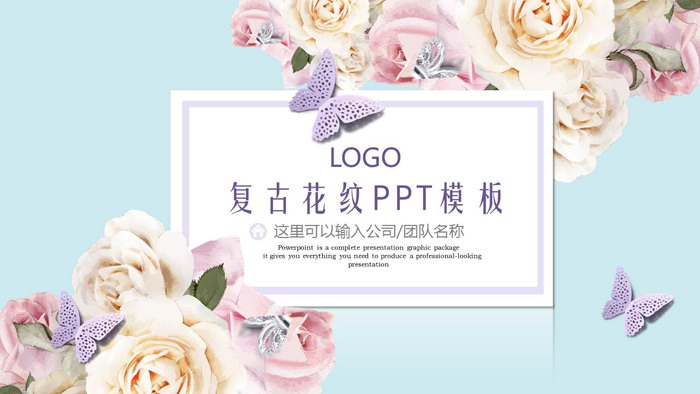 LOGO
复古花纹PPT模板
这里可以输入公司/团队名称
Powerpoint is a complete presentation graphic package
it gives you everything you need to produce a professional-looking
presentation